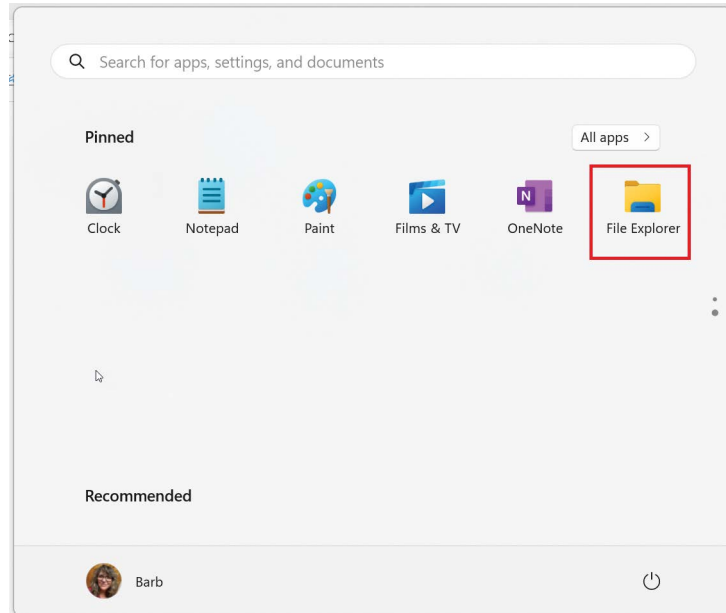 Search for apps, settings, and documents
Pinned
All apps
Clock
Notepad
Paint
Films & TV
OneNote
File Explorer
Recommended
Barb